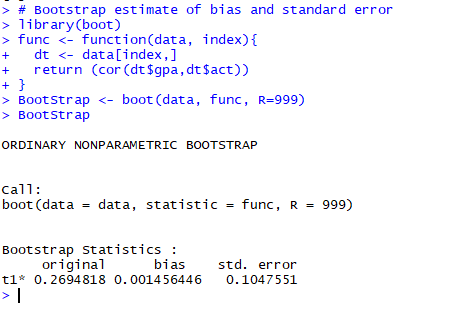 > # Bootstrap estimate of bias and standard error
> library(boot)
> func <- function(data, index){
+   dt <- data[index,]
+   return (cor(dt$gpa,dt$act))
+ }
> BootStrap <- boot(data, func, R=999)
> BootStrap
ORDINARY NONPARAMETRIC BOOTSTRAP
Call:
boot(data = data, statistic = func, R = 999)
Bootstrap Statistics :
     original      bias    std. error
t1* 0.2694818 0.001456446   0.1047551
>